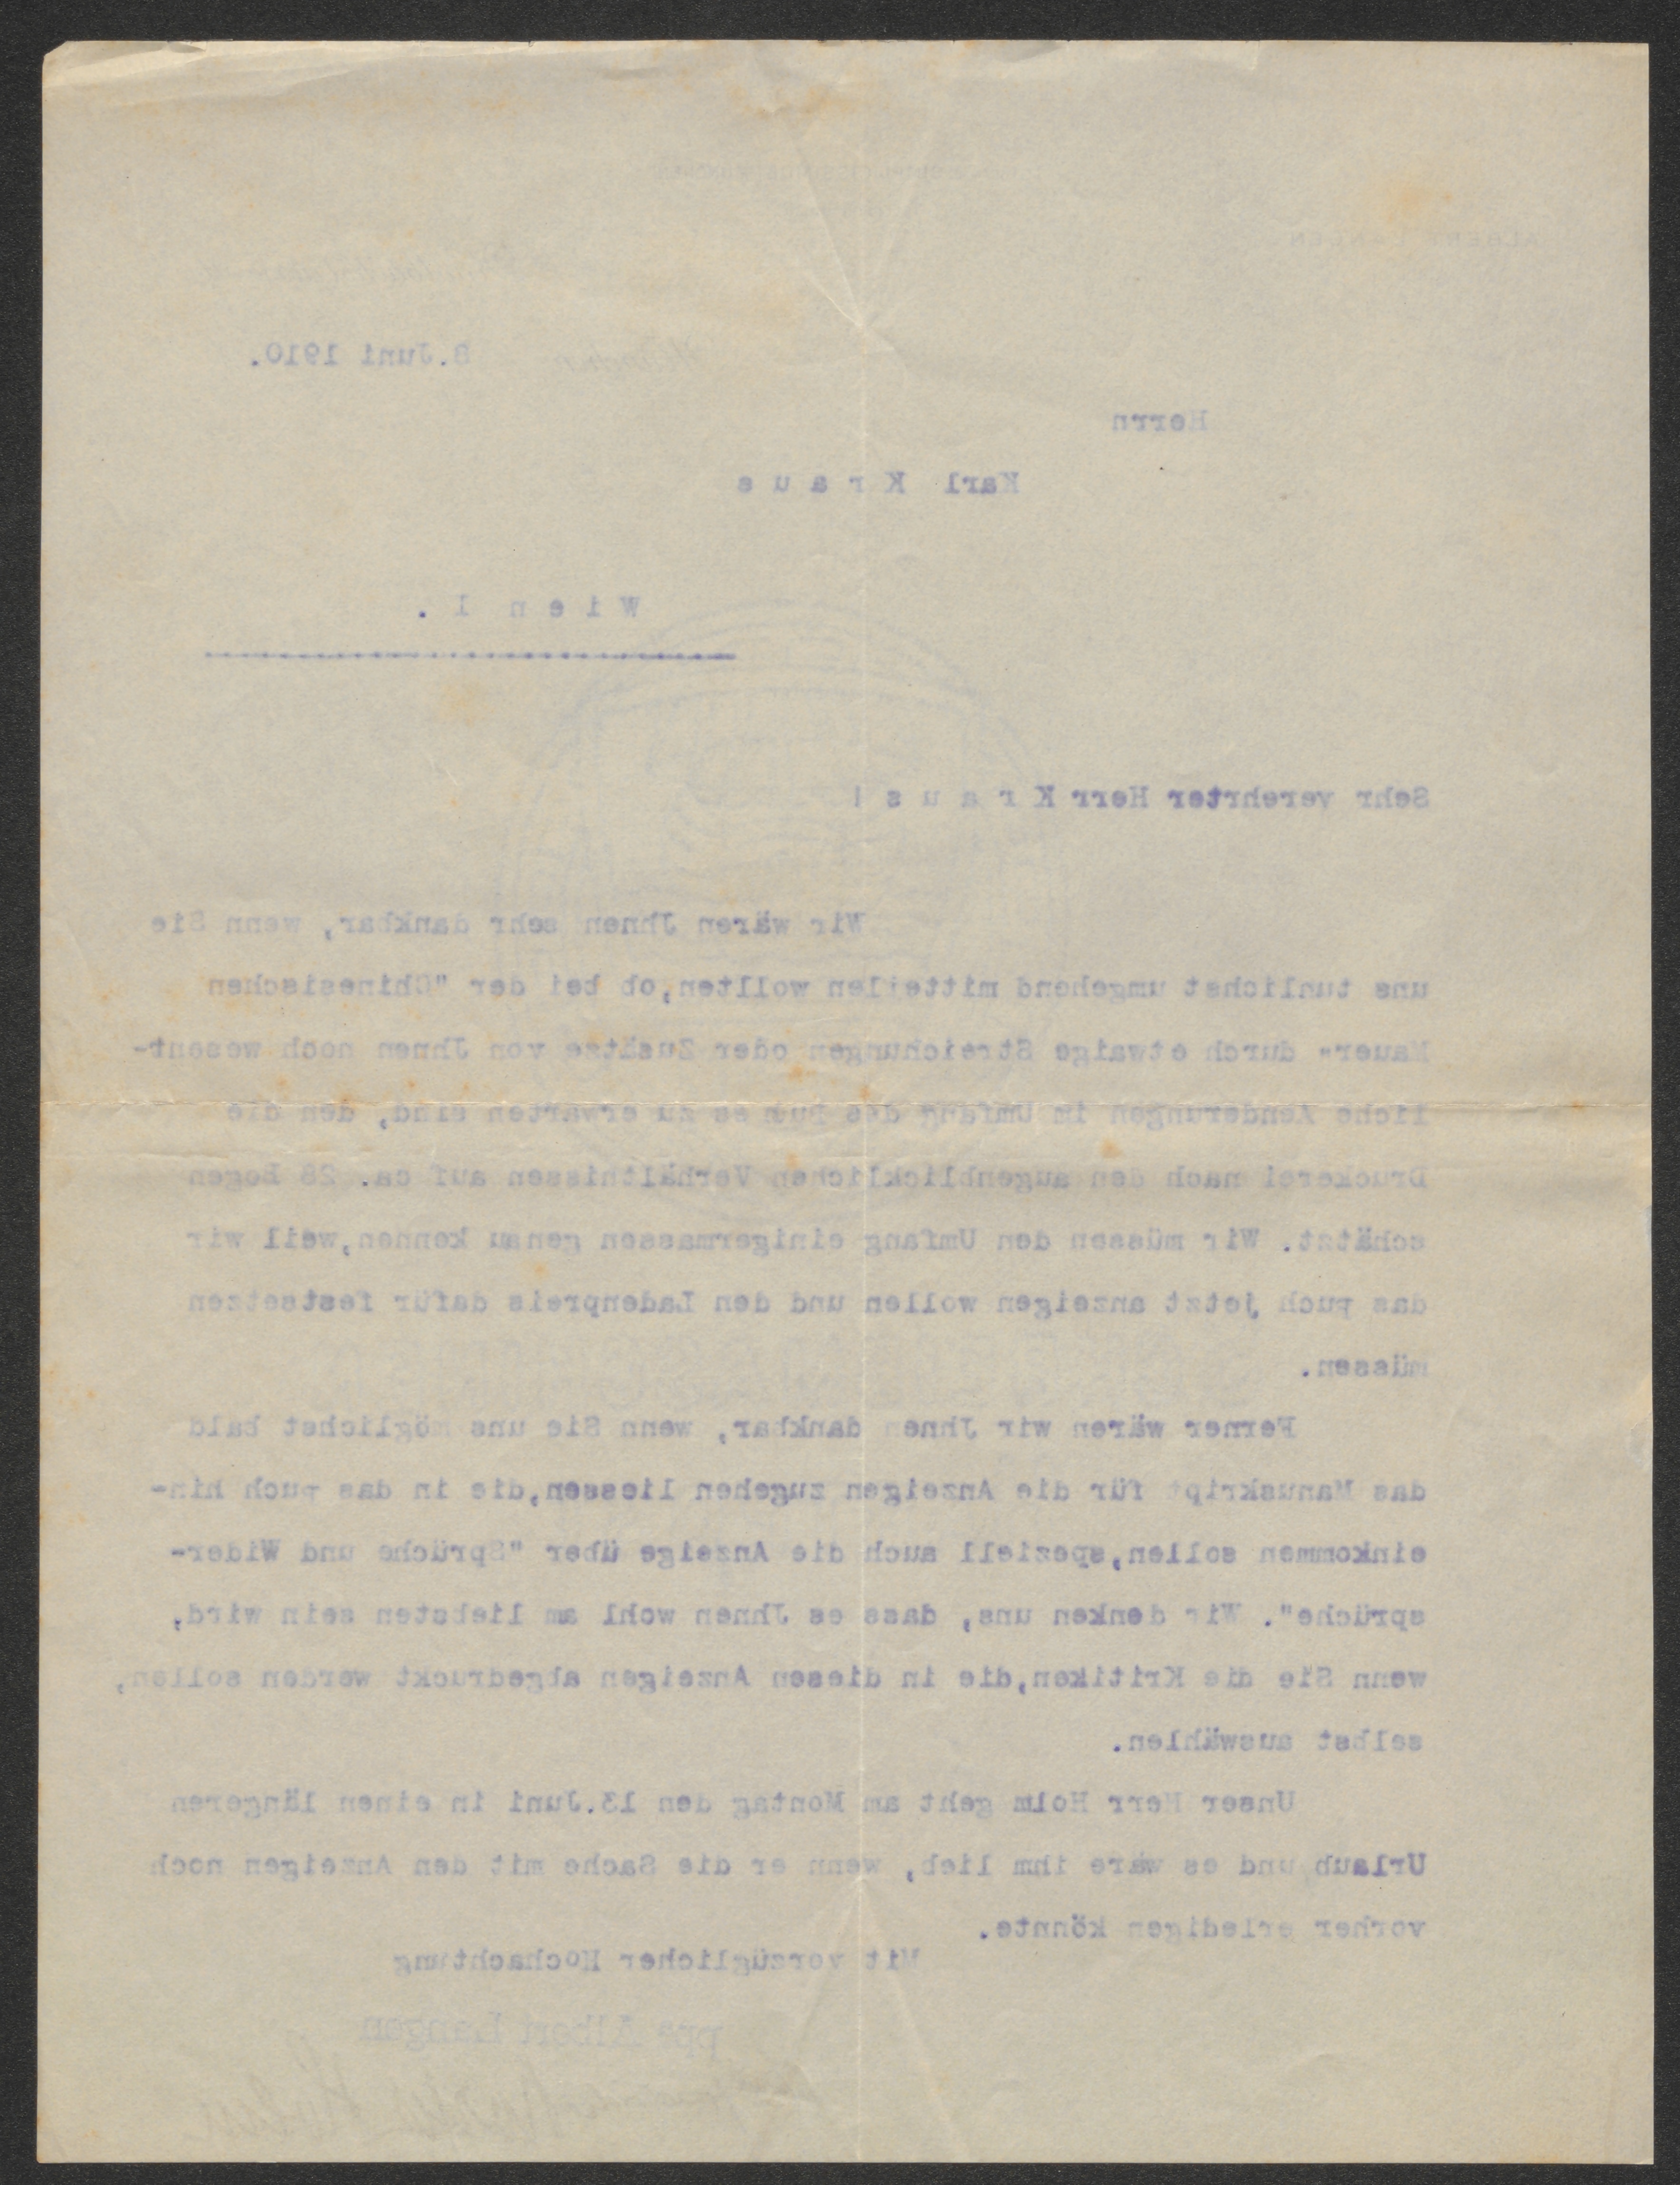 ALBERT LANGEN
München
8.Juni 1910.
Herrn
Karl K r a u s
W i e n I .
Sehr verehrter Herr K r a u s !
Wir wären Jhnen sehr dankbar, wenn Sie
uns tunlichst umgehend mitteilen wollten,ob bei der "Chinesischen
Mauer" durch etwaige Streichungen oder Zusätze von Jhnen noch wesent-
liche Aenderungen im Umfang des Buches zu erwarten sind, den die
Druckerei nach den augenblicklichen Verhältnissen auf ca. 28 Bogen
schätzt. Wir müssen den Umfang einigermassen genau kennen,weil wir
das Buch jetzt anzeigen wollen und den Ladenpreis dafür festsetzen
müssen.
Ferner wären wir Jhnen dankbar, wenn Sie uns möglichst bald
das Manuskript für die Anzeigen zugehen liessen,die in das Buch hin-
einkommen sollen,speziell auch die Anzeige über "Sprüche und Wider-
sprüche". Wir denken uns, dass es Jhnen wohl am liebsten sein wird,
wenn Sie die Kritiken,die in diesen Anzeigen abgedruckt werden sollen,
selbst auswählen.
Unser Herr Holm geht am Montag den 13.Juni in einen längeren
Urlaub und es wäre ihm lieb, wenn er die Sache mit den Anzeigen noch
vorher erledigen könnte.
Mit vorzüglicher Hochachtung
ppa Albert Langen